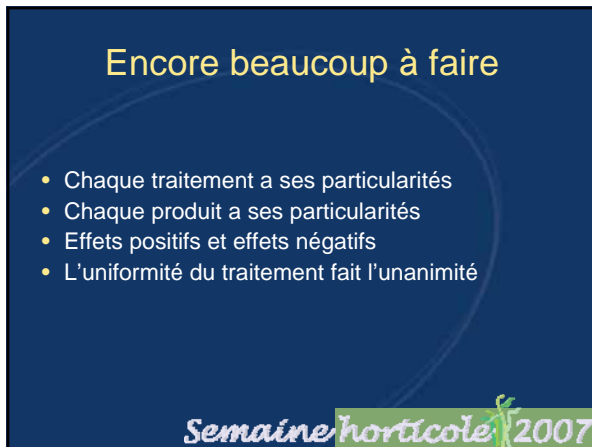 Encore beaucoup à faire
• Chaque traitement a ses particularités
• Chaque produit a ses particularités
• Effets positifs et effets négatifs
• L'uniformité du traitement fait l'unanimité
Semaine horticole 2007